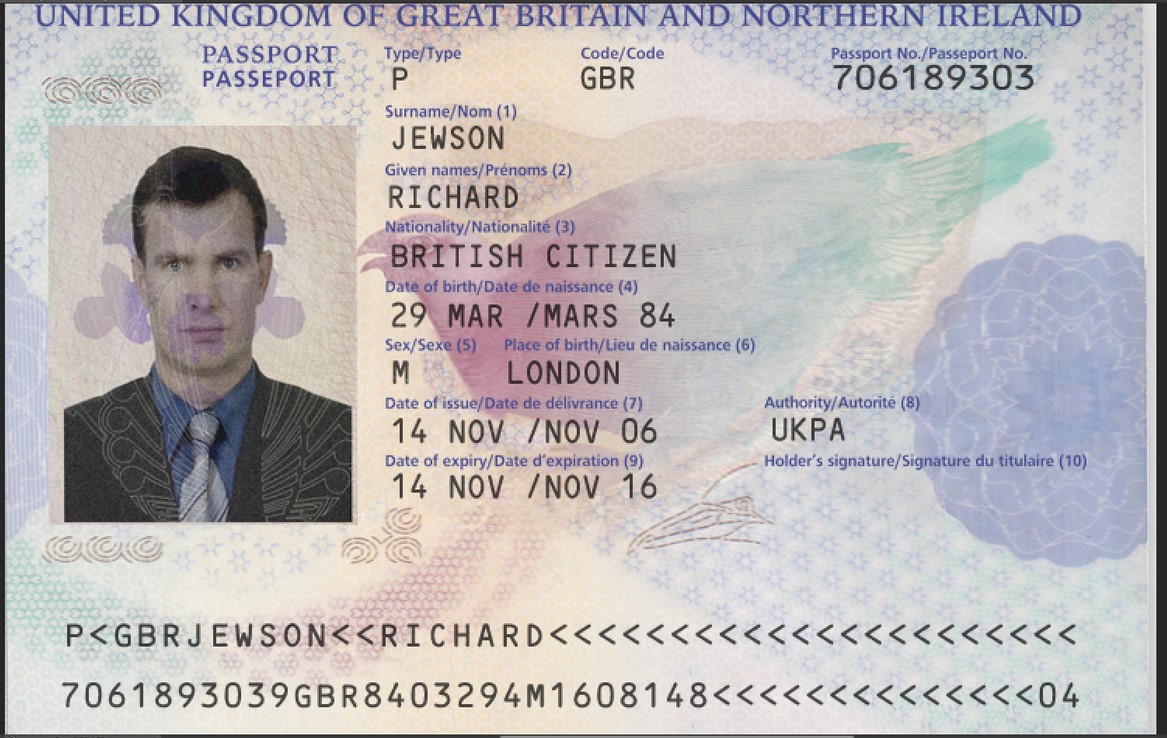 UNITED KINGDOM OF GREAT BRITAIN AND NORTHERN IRELAND
PASSPORT
PASSEPORT
Type/Type Code/Code Passport No./Passeport No.
P GBR 706189303
Surname/Nom (1)
JEWSON
Given names/Prénoms (2)
RICHARD
Nationality/Nationalité (3)
BRITISH CITIZEN
Date of birth/Date de naissance (4)
29 MAR /MARS 84
Sex/Sexe (5) Place of birth/Lieu de naissance (6)
M LONDON
Date of issue/Date de délivrance (7) Authority/Autorité (8)
14 NOV /NOV 06 UKPA
Date of expiry/Date d'expiration (9) Holder's signature/Signature du titulaire (10)
14 NOV /NOV 16
P<GBRJEWSON<<RICHARD<<<<<<<<<<<<<<<<<<<<<<<<
7061893039GBR8403294M1608148<<<<<<<<<<<<<<04